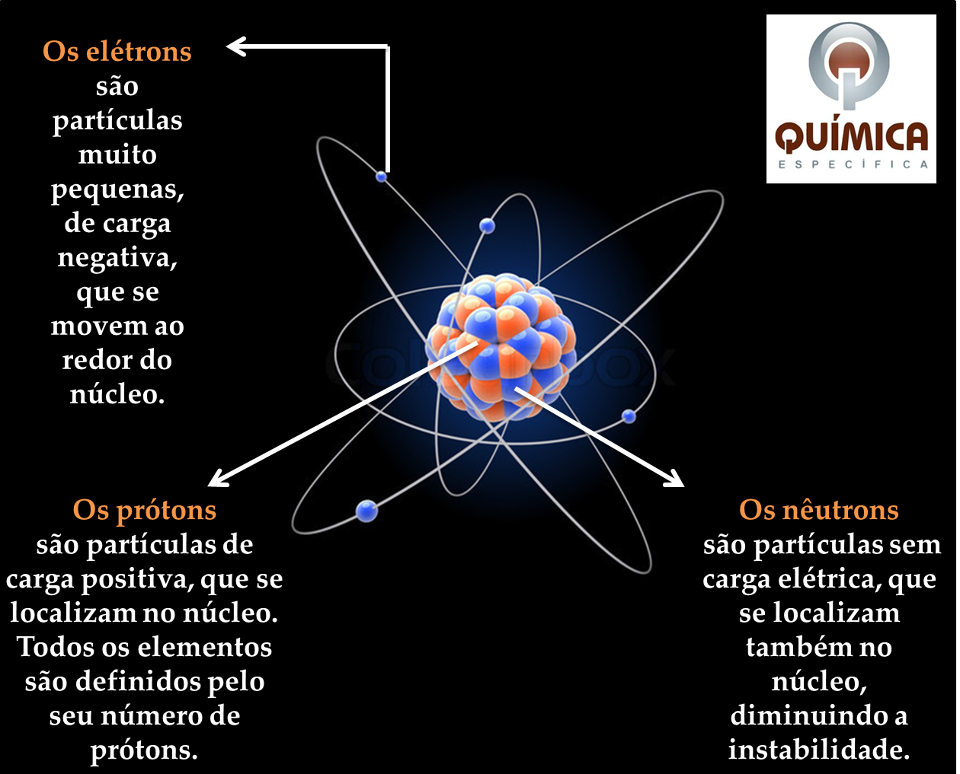 Os elétrons
são
partículas
muito
pequenas,
de carga
negativa,
que se
movem ao
redor do
núcleo.
QUÍMICA
ESPECÍFICA
Os prótons
são partículas de
carga positiva, que se
localizam no núcleo.
Todos os elementos
são definidos pelo
seu número de
prótons.
Os nêutrons
são partículas sem
carga elétrica, que
se localizam
também no
núcleo,
diminuindo a
instabilidade.